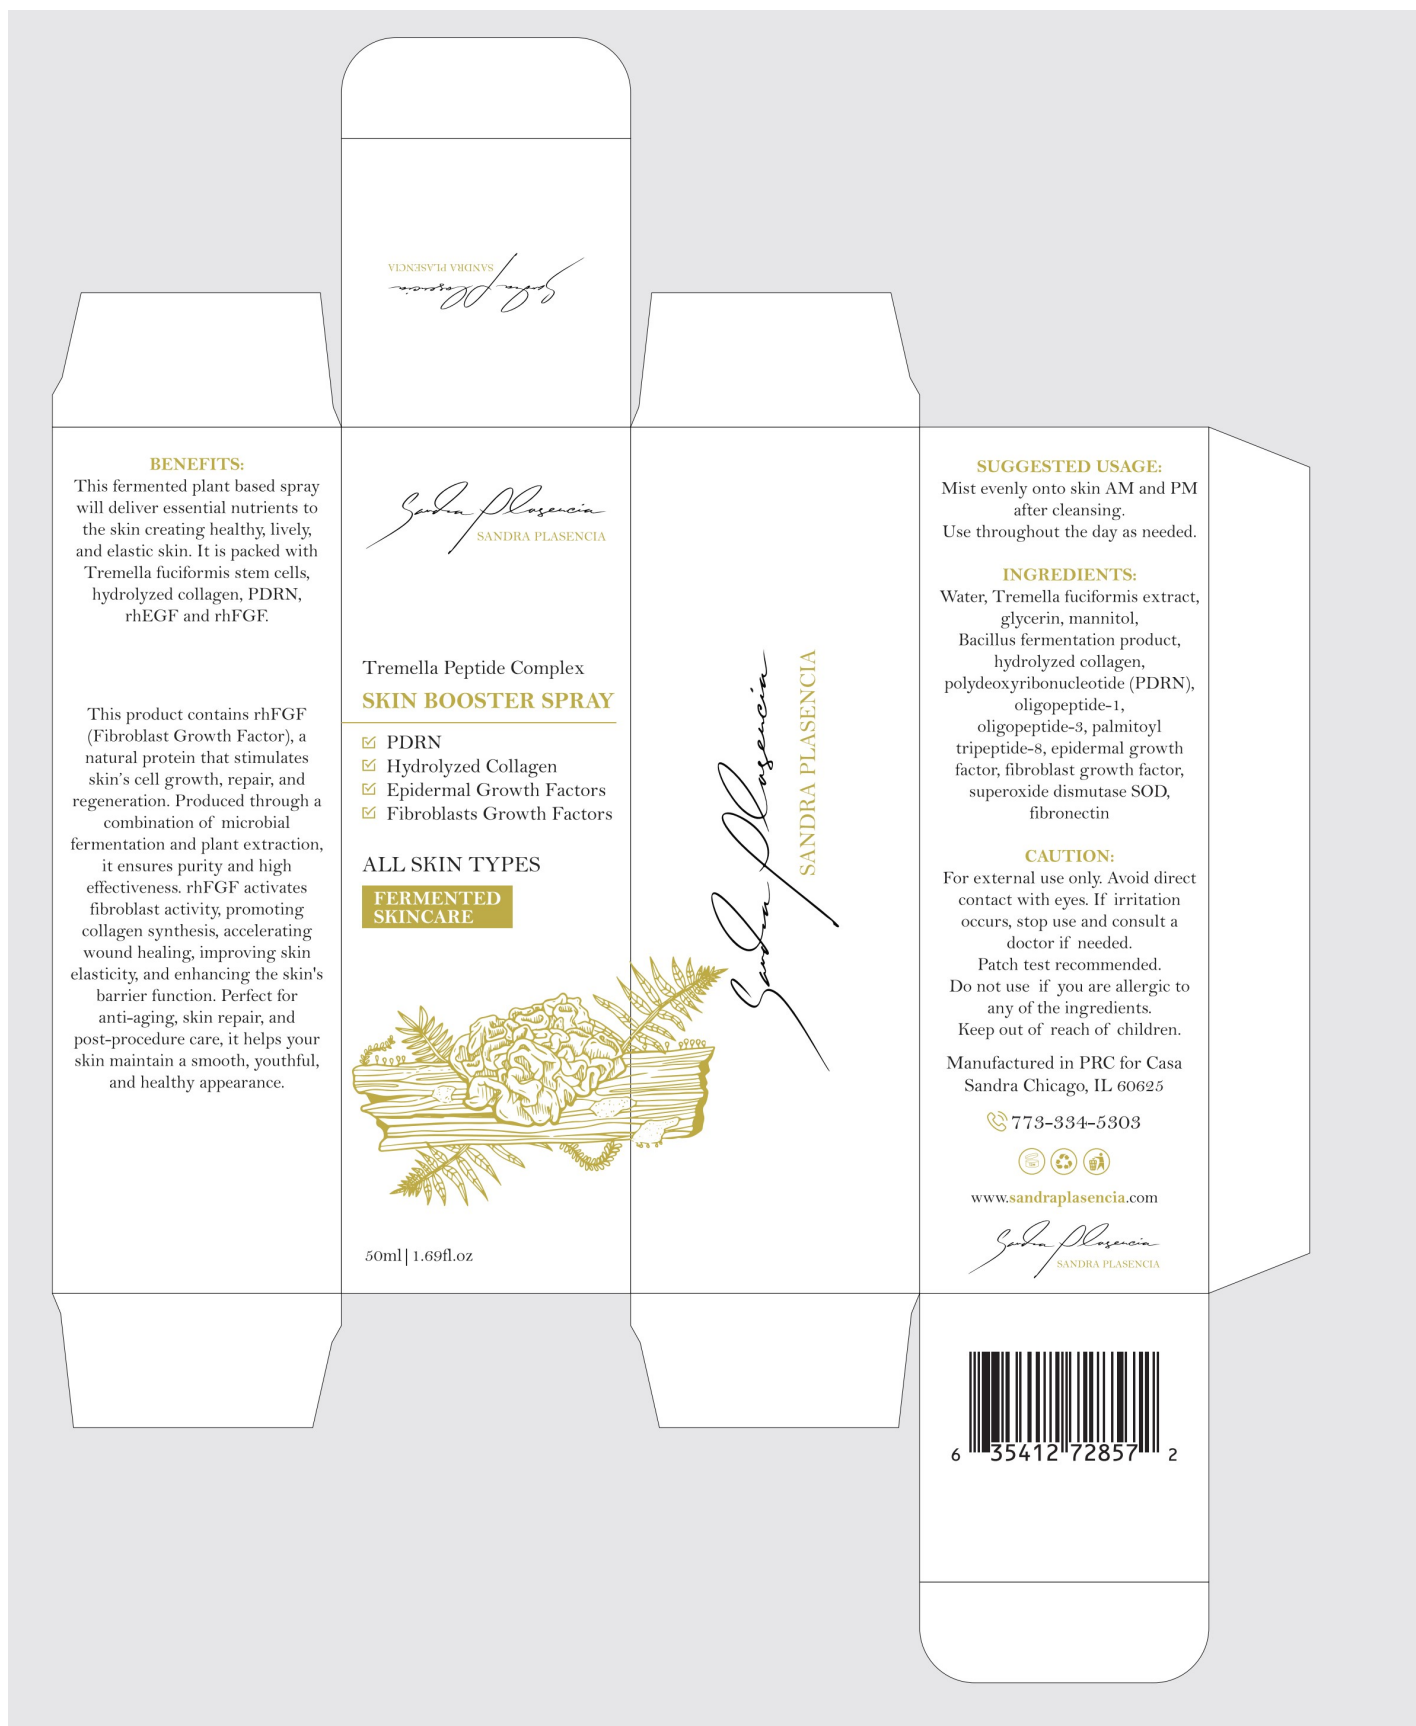 SANDRA PLASENCIA
Sandra Plasencia
BENEFITS:
This fermented plant based spray
will deliver essential nutrients to
the skin creating healthy, lively,
and elastic skin. It is packed with
Tremella fuciformis stem cells,
hydrolyzed collagen, PDRN,
rhEGF and rhFGF.
This product contains rhFGF
(Fibroblast Growth Factor), a
natural protein that stimulates
skin's cell growth, repair, and
regeneration. Produced through a
combination of microbial
fermentation and plant extraction,
it ensures purity and high
effectiveness. rhFGF activates
fibroblast activity, promoting
collagen synthesis, accelerating
wound healing, improving skin
elasticity, and enhancing the skin's
barrier function. Perfect for
anti-aging, skin repair, and
post-procedure care, it helps your
skin maintain a smooth, youthful,
and healthy appearance.
Sandra Plasencia
SANDRA PLASENCIA
Tremella Peptide Complex
SKIN BOOSTER SPRAY
PDRN
Hydrolyzed Collagen
Epidermal Growth Factors
Fibroblasts Growth Factors
ALL SKIN TYPES
FERMENTED
SKINCARE
50ml|1.69fl.oz
Sandra Plasencia
SANDRA PLASENCIA
SUGGESTED USAGE:
Mist evenly onto skin AM and PM
after cleansing.
Use throughout the day as needed.
INGREDIENTS:
Water, Tremella fuciformis extract,
glycerin, mannitol,
Bacillus fermentation product,
hydrolyzed collagen,
polydeoxyribonucleotide (PDRN),
oligopeptide-1,
oligopeptide-3, palmitoyl
tripeptide-8, epidermal growth
factor, fibroblast growth factor,
superoxide dismutase SOD,
fibronectin
CAUTION:
For external use only. Avoid direct
contact with eyes. If irritation
occurs, stop use and consult a
doctor if needed.
Patch test recommended.
Do not use if you are allergic to
any of the ingredients.
Keep out of reach of children.
Manufactured in PRC for Casa
Sandra Chicago, IL 60625
773-334-5303
www.sandraplasencia.com
Sandra Plasencia
SANDRA PLASENCIA
6 35412 72857 2